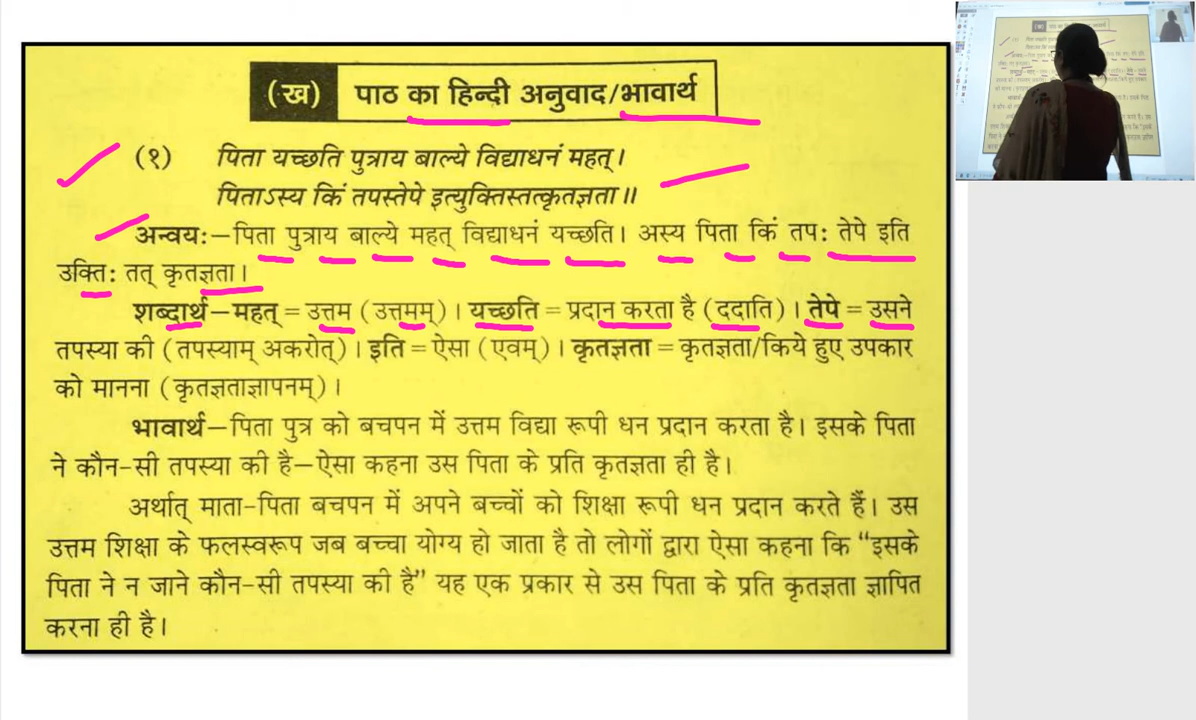 (ख) पाठ का हिन्दी अनुवाद/भावार्थ
(१) पिता यच्छति पुत्राय बाल्ये विद्याधनं महत्।
पिताऽस्य किं तपस्तेपे इत्युक्तिस्तत्कृतज्ञता॥
अन्वय:–पिता पुत्राय बाल्ये महत् विद्याधनं यच्छति। अस्य पिता किं तप: तेपे इति
उक्ति: तत् कृतज्ञता।
शब्दार्थ–महत् = उत्तम (उत्तमम्)। यच्छति = प्रदान करता है (ददाति)। तेपे = उसने
तपस्या की (तपस्याम् अकरोत्)। इति = ऐसा (एवम्)। कृतज्ञता = कृतज्ञता/किये हुए उपकार
को मानना (कृतज्ञताज्ञापनम्)।
भावार्थ–पिता पुत्र को बचपन में उत्तम विद्या रूपी धन प्रदान करता है। इसके पिता
ने कौन-सी तपस्या की है–ऐसा कहना उस पिता के प्रति कृतज्ञता ही है।
अर्थात् माता-पिता बचपन में अपने बच्चों को शिक्षा रूपी धन प्रदान करते हैं। उस
उत्तम शिक्षा के फलस्वरूप जब बच्चा योग्य हो जाता है तो लोगों द्वारा ऐसा कहना कि “इसके
पिता ने न जाने कौन-सी तपस्या की है” यह एक प्रकार से उस पिता के प्रति कृतज्ञता ज्ञापित
करना ही है।